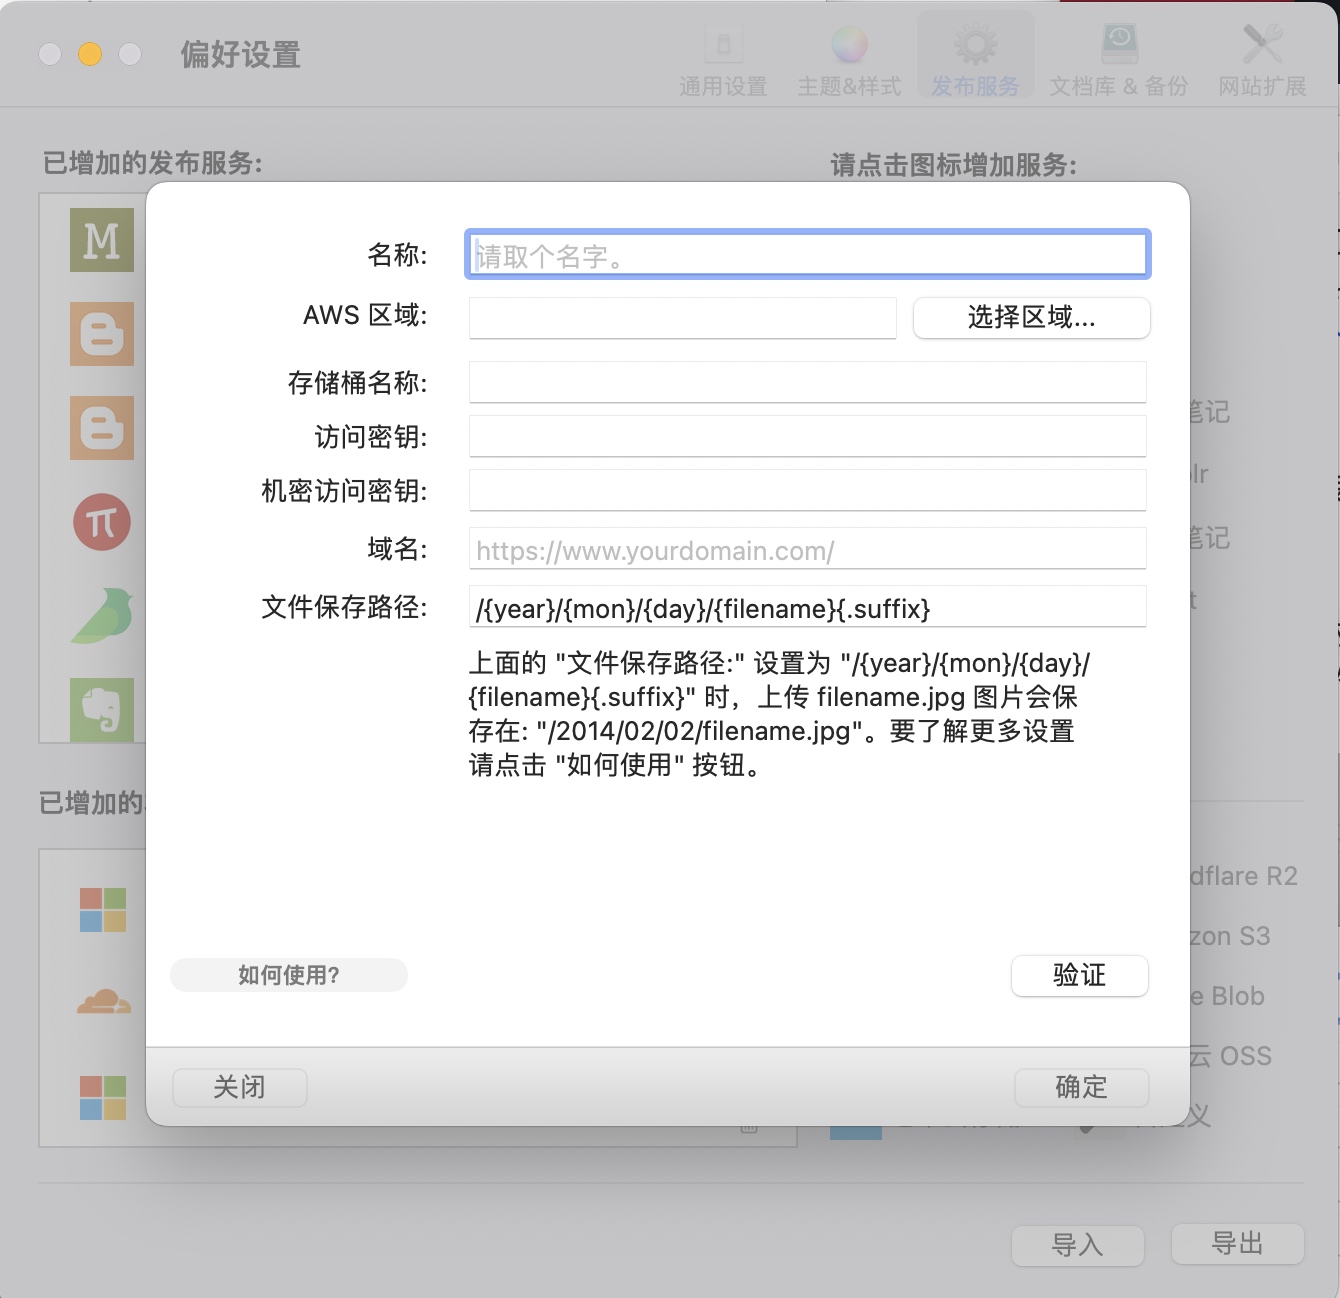 偏好设置
通用设置
主题&样式
发布服务
文档库 & 备份
网站扩展
已增加的发布服务:
请点击图标增加服务:
M
名称:
请取个名字。
AWS 区域:
选择区域...
存储桶名称:
访问密钥:
笔记
lr
机密访问密钥:
域名:
https://www.yourdomain.com/
笔记
文件保存路径:
/{year}/{mon}/{day}/{filename}{.suffix}
t
上面的 "文件保存路径:" 设置为 "/{year}/{mon}/{day}/
{filename}{.suffix}" 时，上传 filename.jpg 图片会保
存在: "/2014/02/02/filename.jpg"。要了解更多设置
请点击 "如何使用" 按钮。
已增加的
dflare R2
zon S3
如何使用?
验证
e Blob
云 OSS
关闭
确定
义
导入
导出